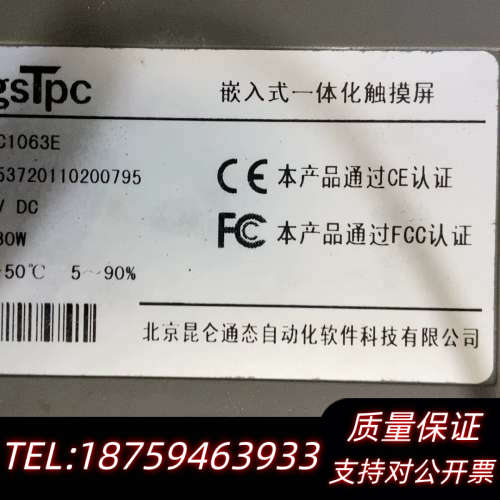 gsTpc
嵌入式一体化触摸屏
C1063E
53720110200795
CE 本产品通过CE认证
V DC
FC 本产品通过FCC认证
30W
50℃ 5～90%
北京昆仑通态自动化软件科技有限公司
质量保证
TEL:18759463933
支持对公开票